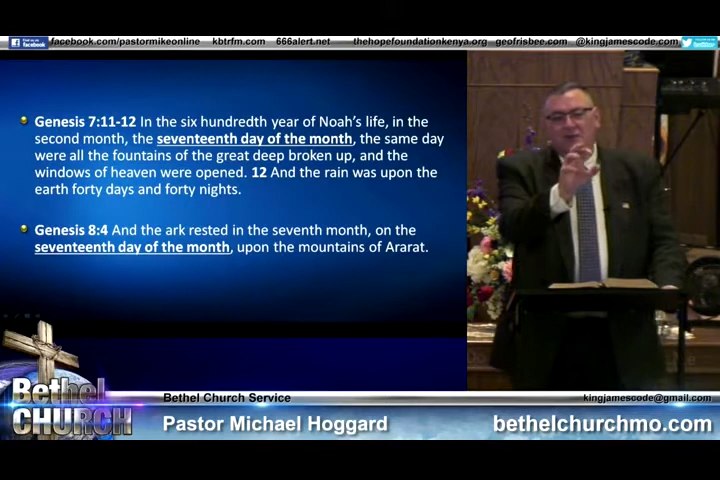 facebook.com/pastormikeonline kbtrfm.com 666alert.net thehopefoundationkenya.org geofrisbee.com @kingjamescode.com
Genesis 7:11-12 In the six hundredth year of Noah's life, in the
second month, the seventeenth day of the month, the same day
were all the fountains of the great deep broken up, and the
windows of heaven were opened. 12 And the rain was upon the
earth forty days and forty nights.
Genesis 8:4 And the ark rested in the seventh month, on the
seventeenth day of the month, upon the mountains of Ararat.
Bethel
CHURCH
Bethel Church Service kingjamescode@gmail.com
Pastor Michael Hoggard bethelchurchmo.com